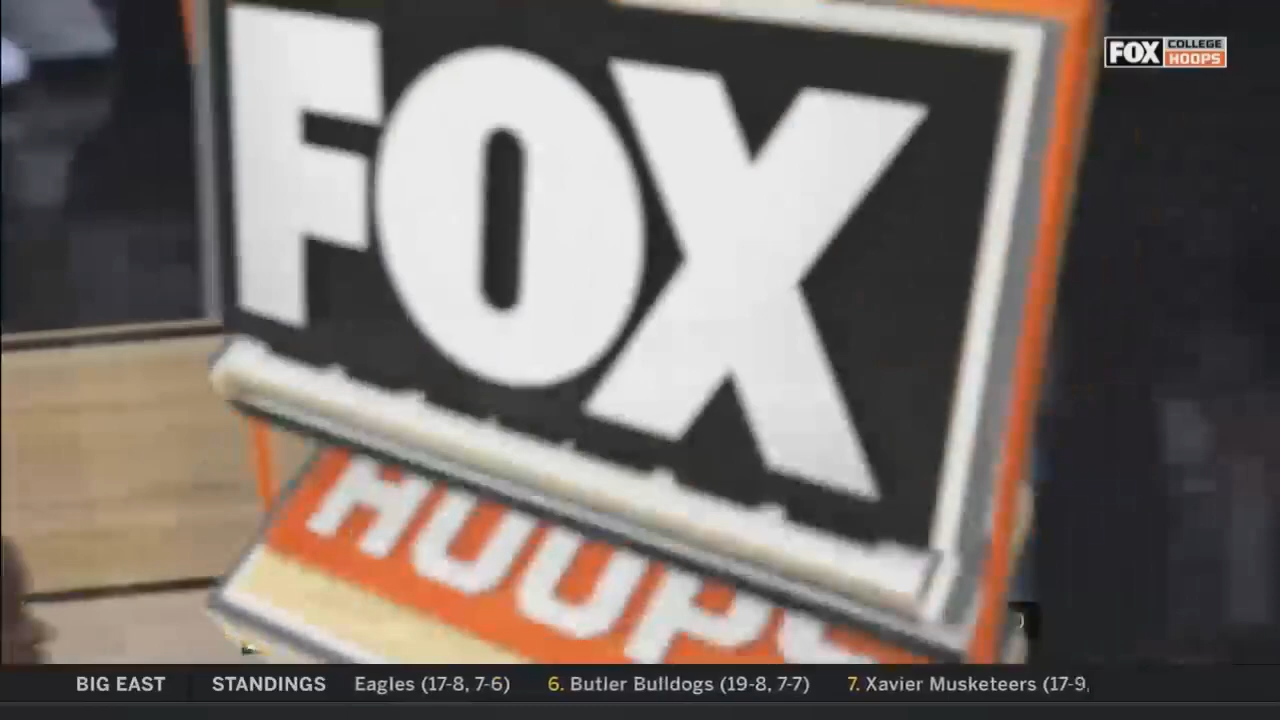 FOX
COLLEGE
HOOPS
FOX
HOOPS
BIG EAST STANDINGS Eagles (17-8, 7-6) 6. Butler Bulldogs (19-8, 7-7) 7. Xavier Musketeers (17-9,